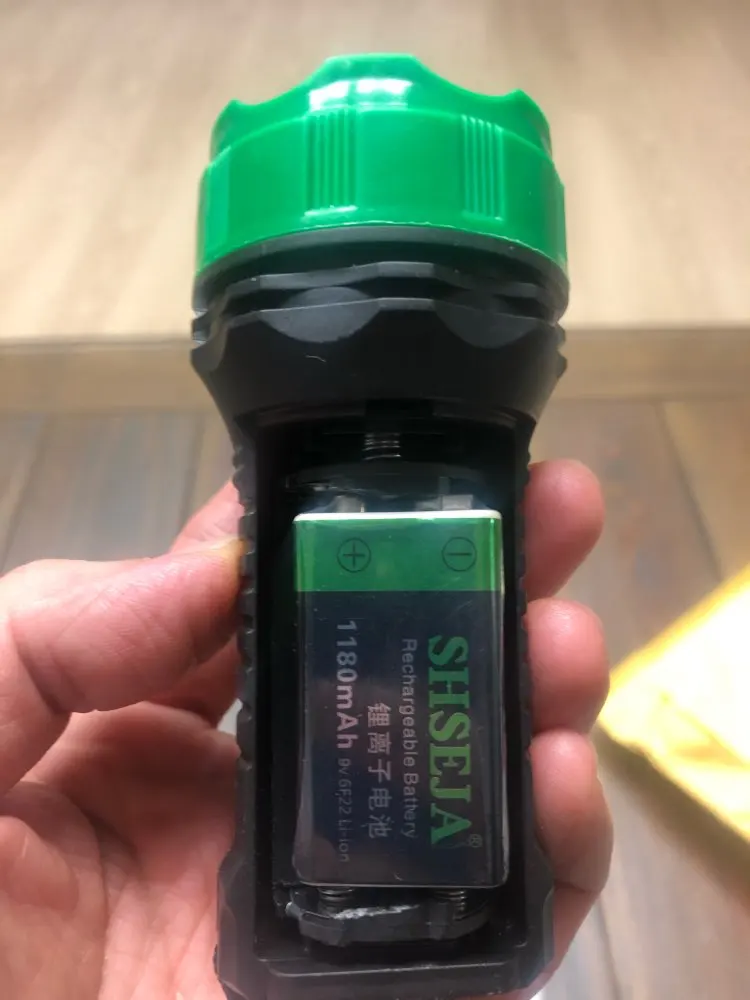 SHSEJA®
Rechargeable Battery
锂离子电池
1180mAh 9v 6F22 Li-ion